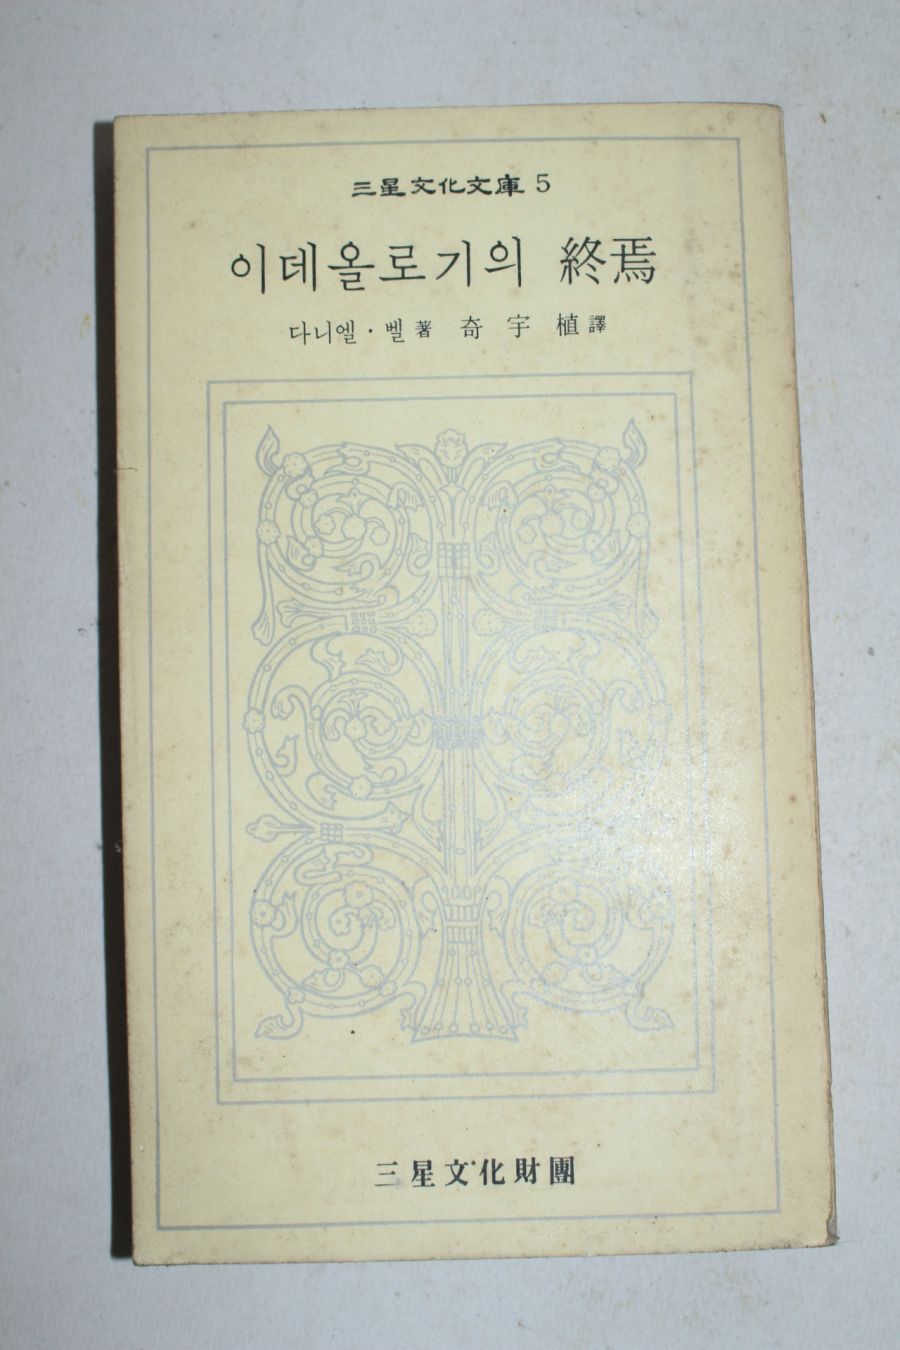 三星文化文庫 5
이데올로기의 終焉
다니엘 · 벨 著 奇宇植 譯
三星文化財團